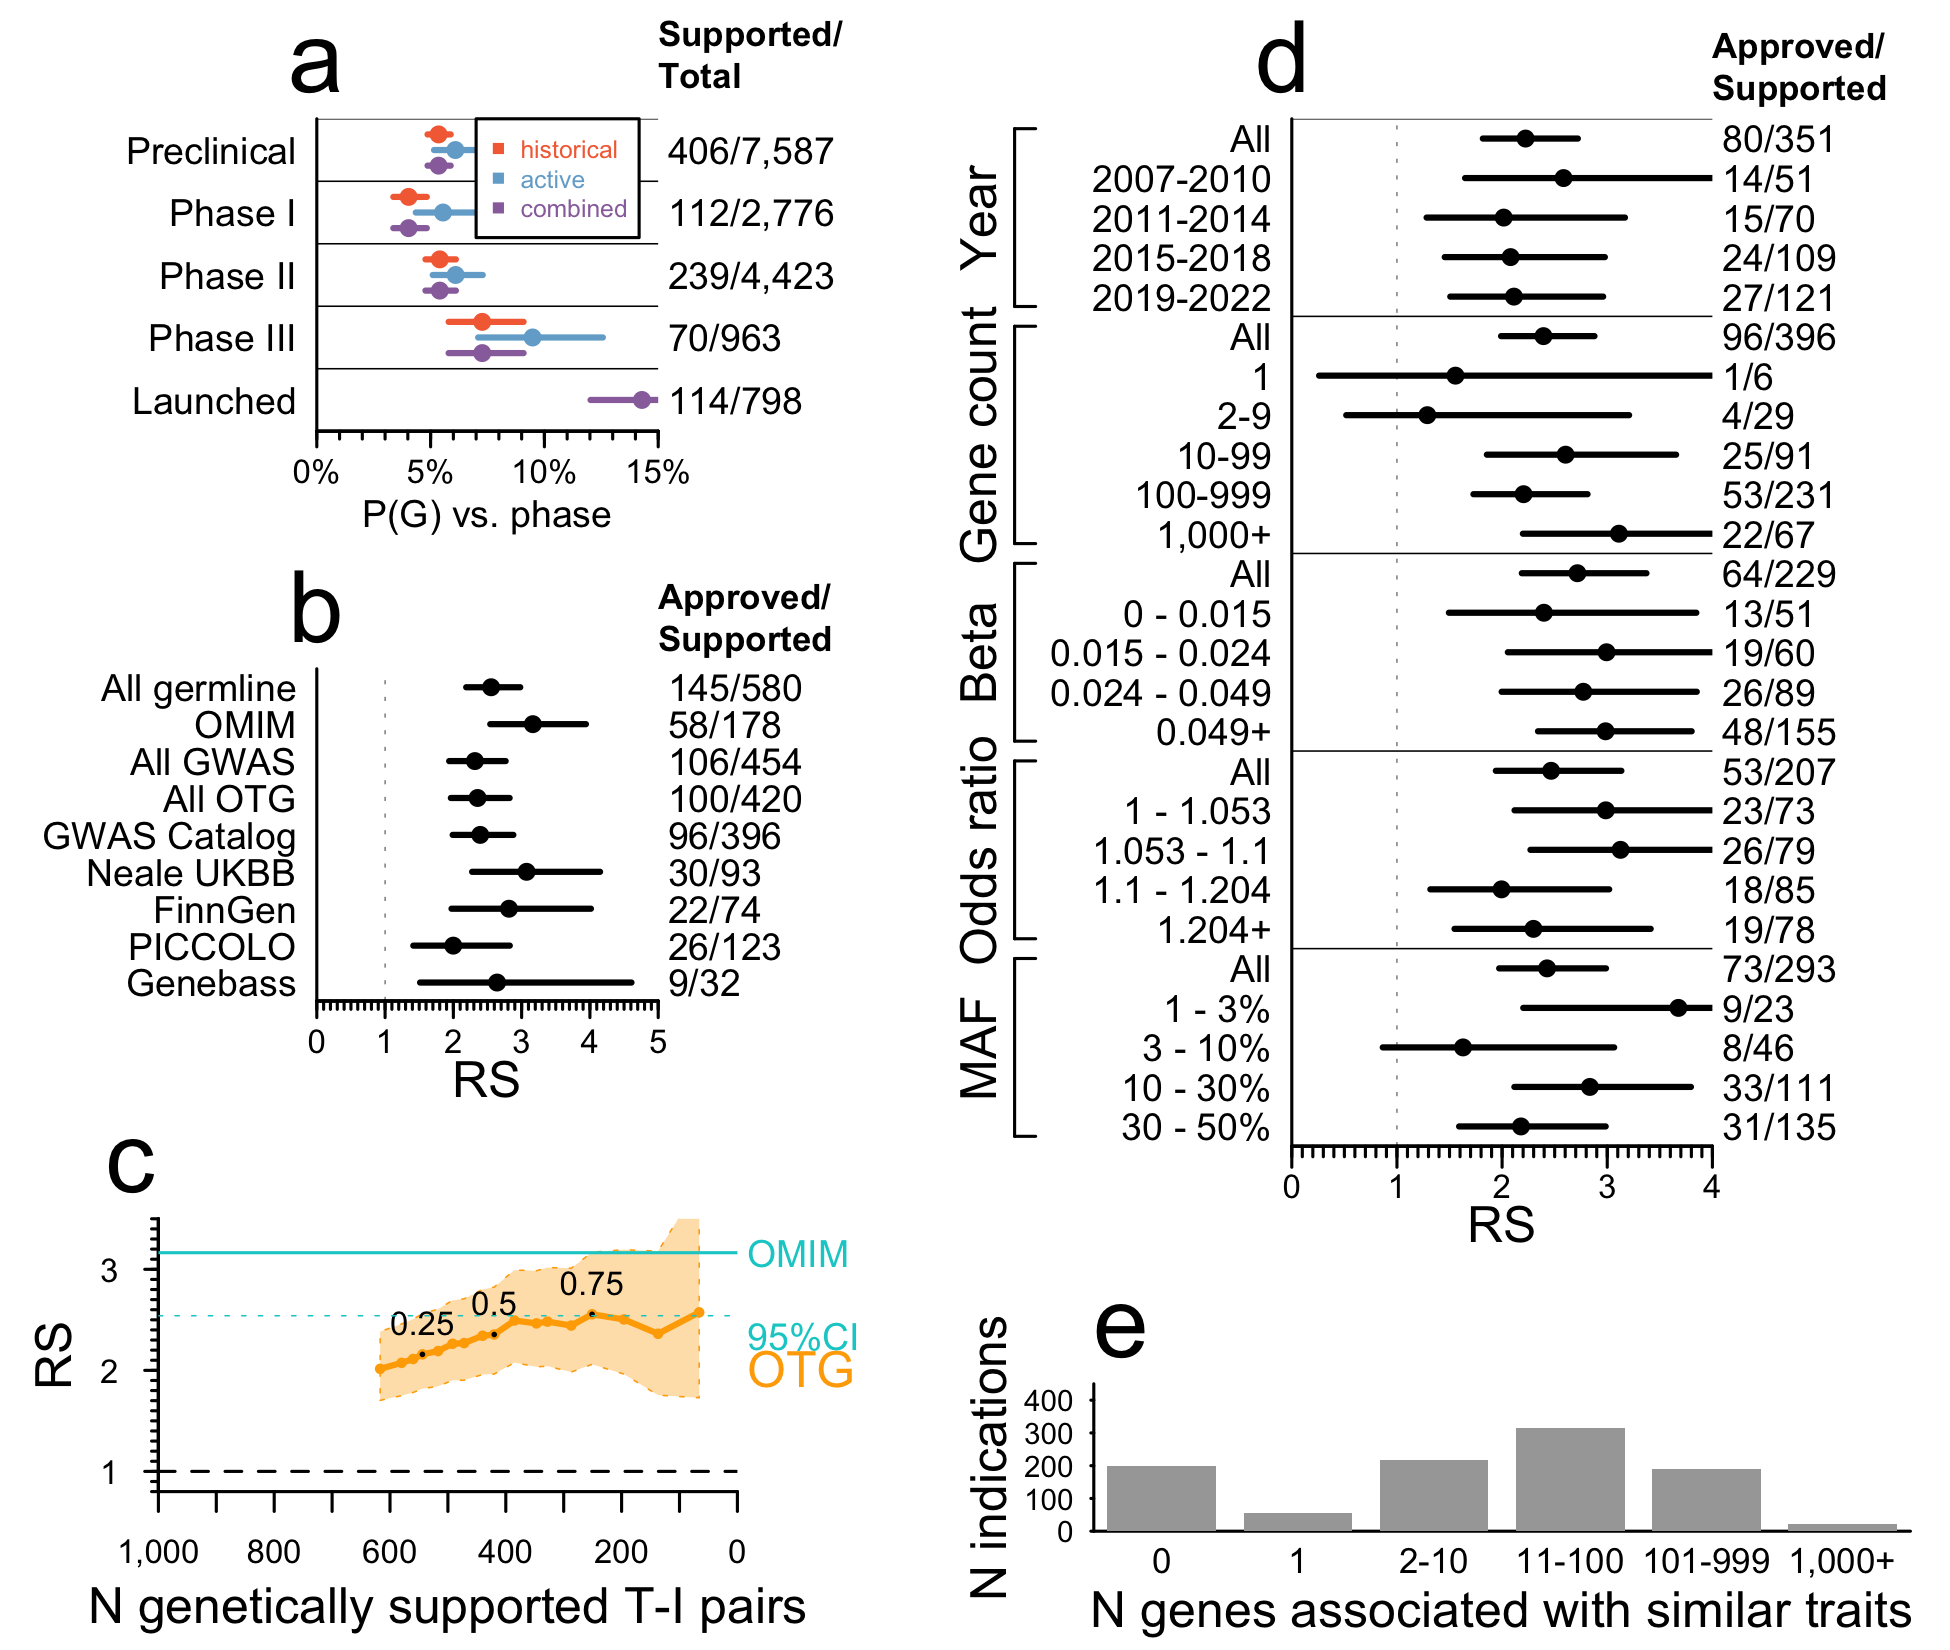 a
Supported/
Total
Preclinical
406/7,587
Phase I
112/2,776
Phase II
239/4,423
Phase III
70/963
Launched
114/798
historical
active
combined
0%
5%
10%
15%
P(G) vs. phase
b
Approved/
Supported
All germline
145/580
OMIM
58/178
All GWAS
106/454
All OTG
100/420
GWAS Catalog
96/396
Neale UKBB
30/93
FinnGen
22/74
PICCOLO
26/123
Genebass
9/32
0
1
2
3
4
5
RS
c
RS
3
2
1
0.25
0.5
0.75
OMIM
95%CI
OTG
1,000
800
600
400
200
0
N genetically supported T-I pairs
d
Approved/
Supported
Year
All
80/351
2007-2010
14/51
2011-2014
15/70
2015-2018
24/109
2019-2022
27/121
Gene count
All
96/396
1
1/6
2-9
4/29
10-99
25/91
100-999
53/231
1,000+
22/67
Beta
All
64/229
0 - 0.015
13/51
0.015 - 0.024
19/60
0.024 - 0.049
26/89
0.049+
48/155
Odds ratio
All
53/207
1 - 1.053
23/73
1.053 - 1.1
26/79
1.1 - 1.204
18/85
1.204+
19/78
MAF
All
73/293
1 - 3%
9/23
3 - 10%
8/46
10 - 30%
33/111
30 - 50%
31/135
0
1
2
3
4
RS
e
N indications
400
300
200
100
0
0
1
2-10
11-100
101-999
1,000+
N genes associated with similar traits